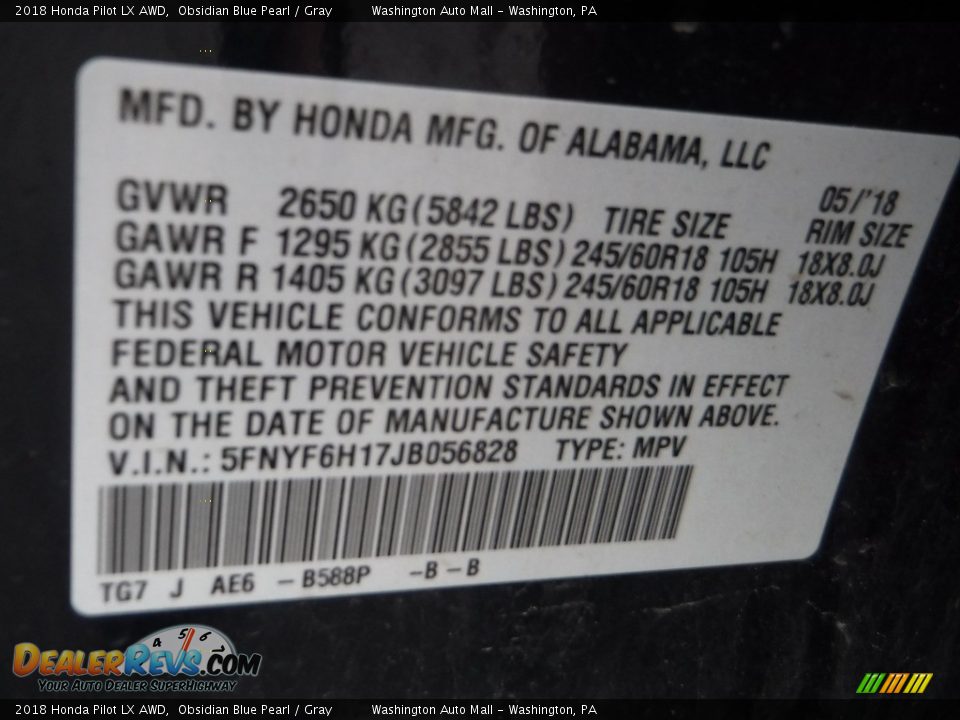 2018 Honda Pilot LX AWD, Obsidian Blue Pearl / Gray Washington Auto Mall - Washington, PA
MFD. BY HONDA MFG. OF ALABAMA, LLC
05/'18
GVWR 2650 KG (5842 LBS) TIRE SIZE RIM SIZE
GAWR F 1295 KG (2855 LBS) 245/60R18 105H 18X8.0J
GAWR R 1405 KG (3097 LBS) 245/60R18 105H 18X8.0J
THIS VEHICLE CONFORMS TO ALL APPLICABLE
FEDERAL MOTOR VEHICLE SAFETY
AND THEFT PREVENTION STANDARDS IN EFFECT
ON THE DATE OF MANUFACTURE SHOWN ABOVE.
V.I.N.: 5FNYF6H17JB056828 TYPE: MPV
TG7 J AE6 - B588P - B - B
4 5 6 7
DEALERREVS.COM
YOUR AUTO DEALER SUPERHIGHWAY
2018 Honda Pilot LX AWD, Obsidian Blue Pearl / Gray Washington Auto Mall - Washington, PA